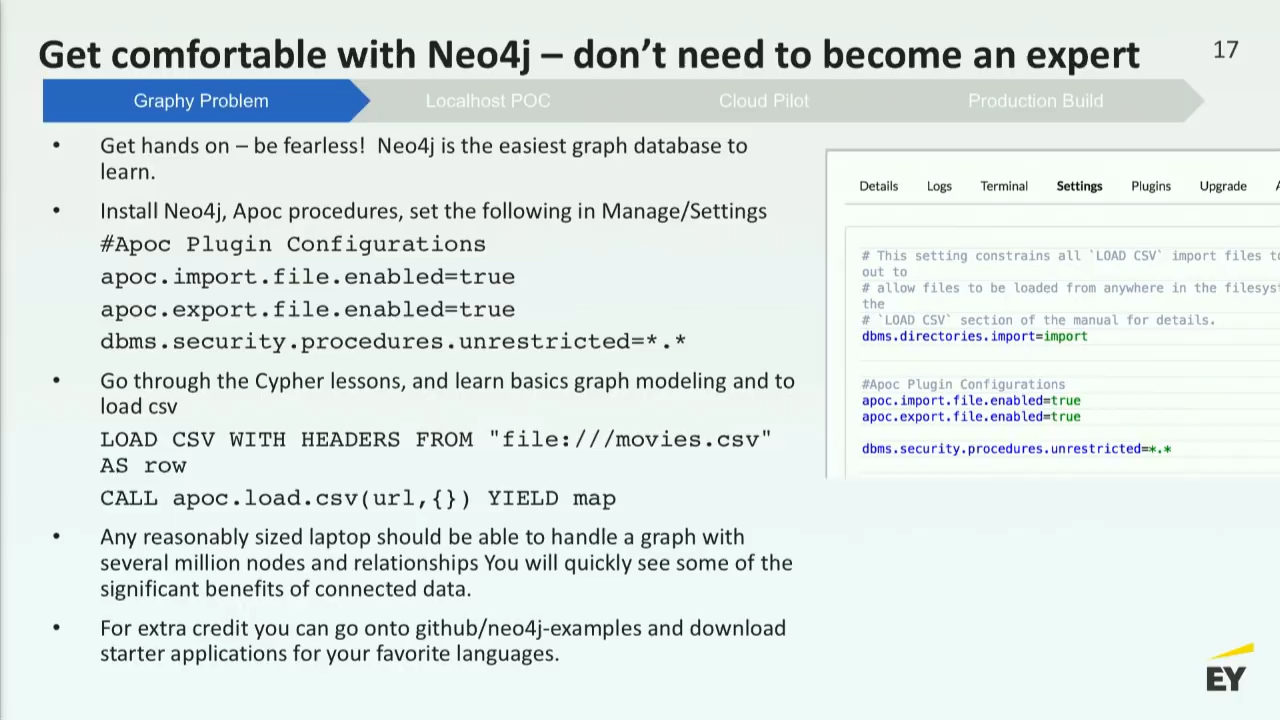 Get comfortable with Neo4j – don't need to become an expert
17
Graphy Problem
Localhost POC
Cloud Pilot
Production Build
• Get hands on – be fearless!  Neo4j is the easiest graph database to
learn.
• Install Neo4j, Apoc procedures, set the following in Manage/Settings
#Apoc Plugin Configurations
apoc.import.file.enabled=true
apoc.export.file.enabled=true
dbms.security.procedures.unrestricted=*.*
• Go through the Cypher lessons, and learn basics graph modeling and to
load csv
LOAD CSV WITH HEADERS FROM "file:///movies.csv"
AS row
CALL apoc.load.csv(url,{}) YIELD map
• Any reasonably sized laptop should be able to handle a graph with
several million nodes and relationships You will quickly see some of the
significant benefits of connected data.
• For extra credit you can go onto github/neo4j-examples and download
starter applications for your favorite languages.
Details
Logs
Terminal
Settings
Plugins
Upgrade
# This setting constrains all `LOAD CSV` import files to
out to
# allow files to be loaded from anywhere in the filesyst
the
# `LOAD CSV` section of the manual for details.
dbms.directories.import=import
#Apoc Plugin Configurations
apoc.import.file.enabled=true
apoc.export.file.enabled=true
dbms.security.procedures.unrestricted=*.*
EY